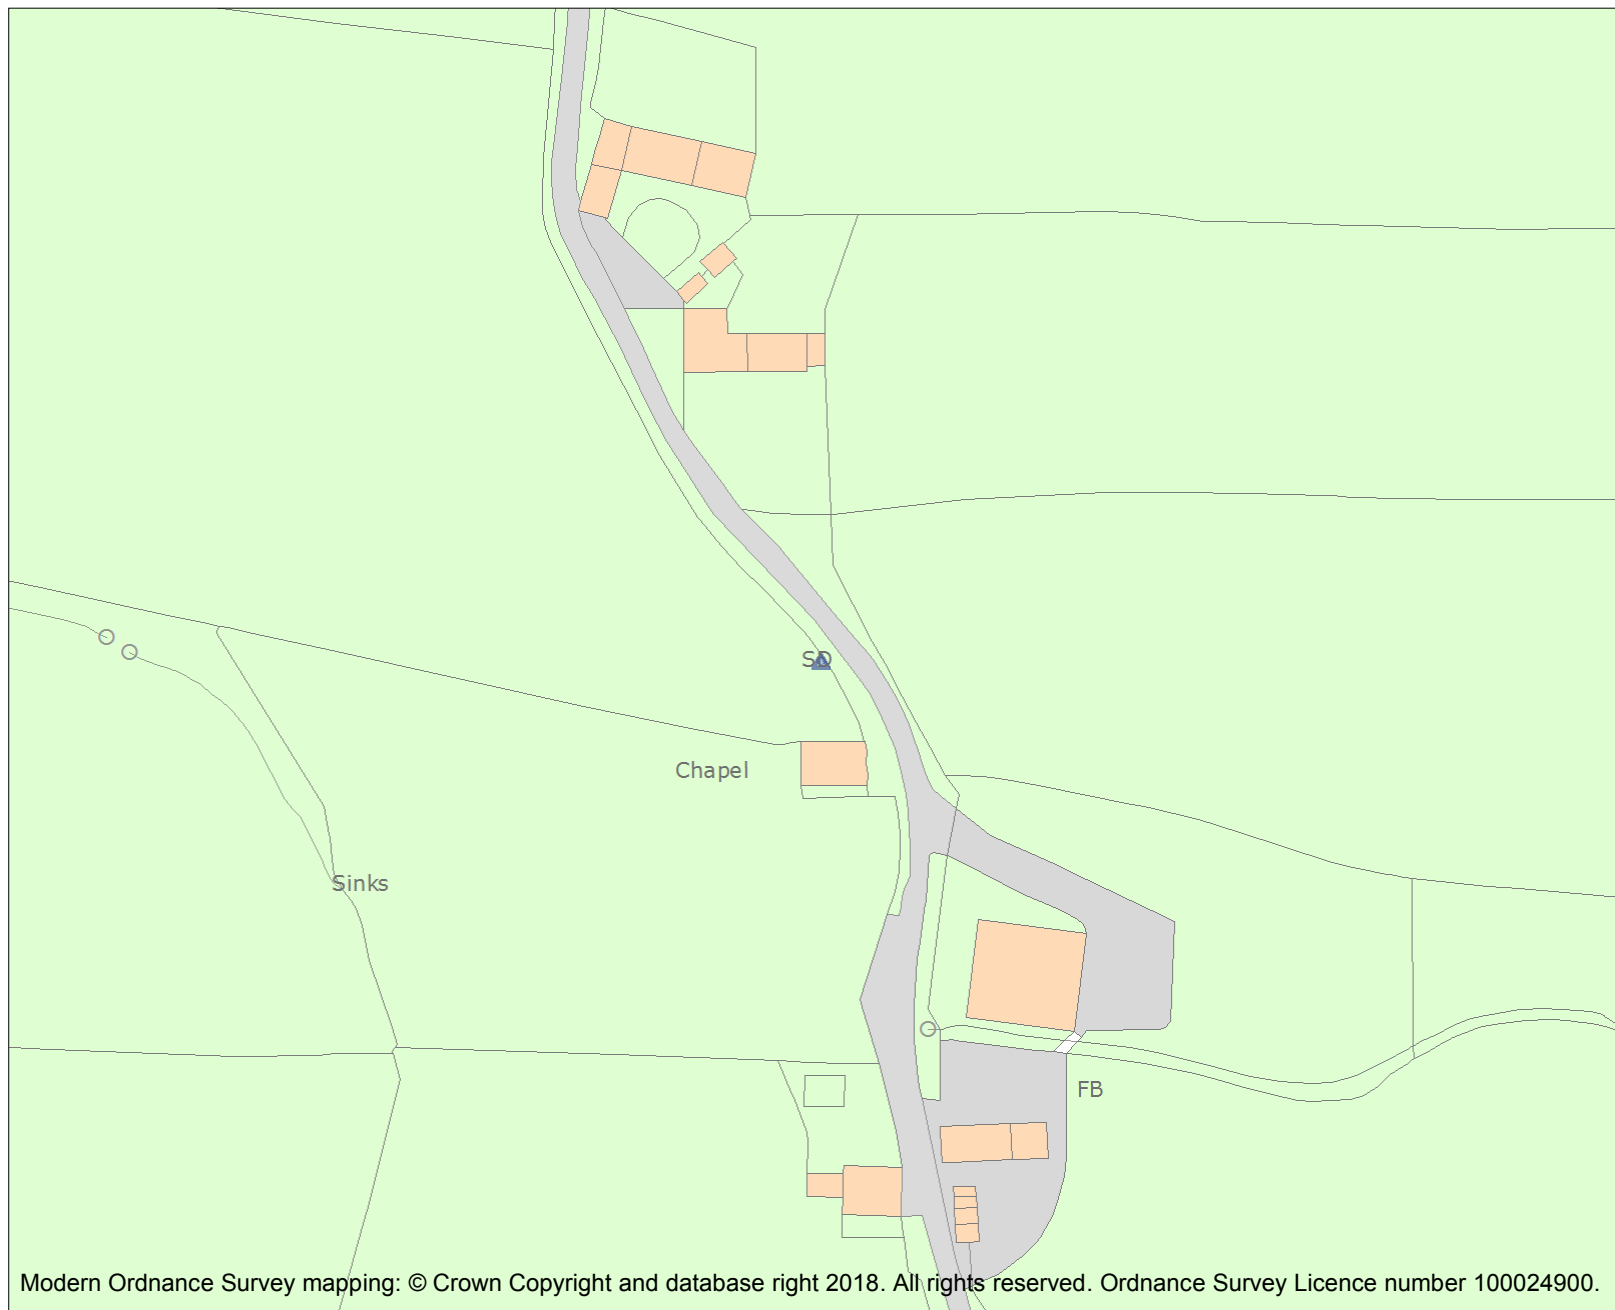 SD
Chapel
Sinks
FB
Modern Ordnance Survey mapping: © Crown Copyright and database right 2018. All rights reserved. Ordnance Survey Licence number 100024900.